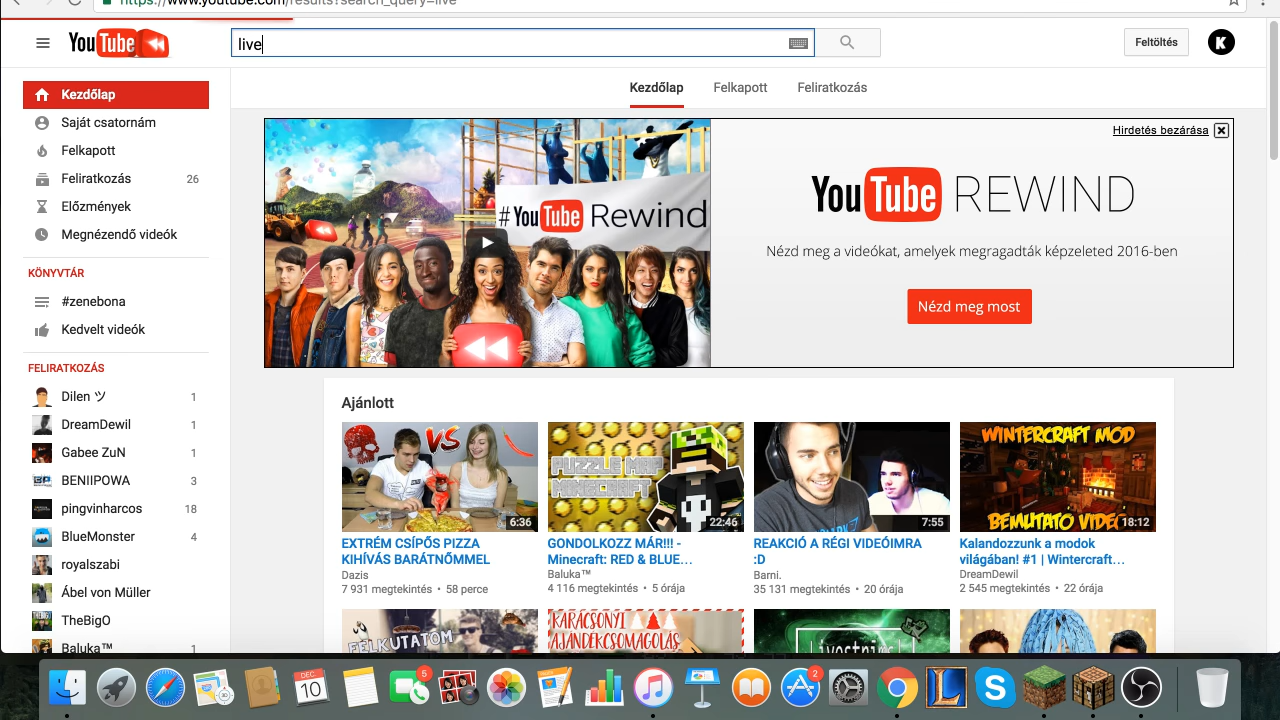 https://www.youtube.com/results?search_query=live
YouTube
live
Feltöltés
K
Kezdőlap
Saját csatornám
Felkapott
Feliratkozás 26
Előzmények
Megnézendő videók
KÖNYVTÁR
#zenebona
Kedvelt videók
FELIRATKOZÁS
Dilen ツ 1
DreamDewil 1
Gabee ZuN 1
BENIIPOWA 3
pingvinharcos 18
BlueMonster 4
royalszabi
Ábel von Müller
TheBigO
Baluka™ 1
Kezdőlap Felkapott Feliratkozás
Hirdetés bezárása
#YouTube Rewind
YouTube REWIND
Nézd meg a videókat, amelyek megragadták képzeleted 2016-ben
Nézd meg most
Ajánlott
VS
6:36
EXTRÉM CSÍPŐS PIZZA
KIHÍVÁS BARÁTNŐMMEL
Dazis
7 931 megtekintés • 58 perce
PUZZLE MAP
MINECRAFT
22:46
GONDOLKOZZ MÁR!!! -
Minecraft: RED & BLUE…
Baluka™
4 116 megtekintés • 5 órája
7:55
REAKCIÓ A RÉGI VIDEÓIMRA
:D
Barni.
35 131 megtekintés • 20 órája
WINTERCRAFT MOD
BEMUTATÓ VIDEÓ
18:12
Kalandozzunk a modok
világában! #1 | Wintercraft…
DreamDewil
2 545 megtekintés • 22 órája
FELKUTATOM
KARÁCSONYI
AJÁNDÉKCSOMAGOLÁS
DEC
10
5
2